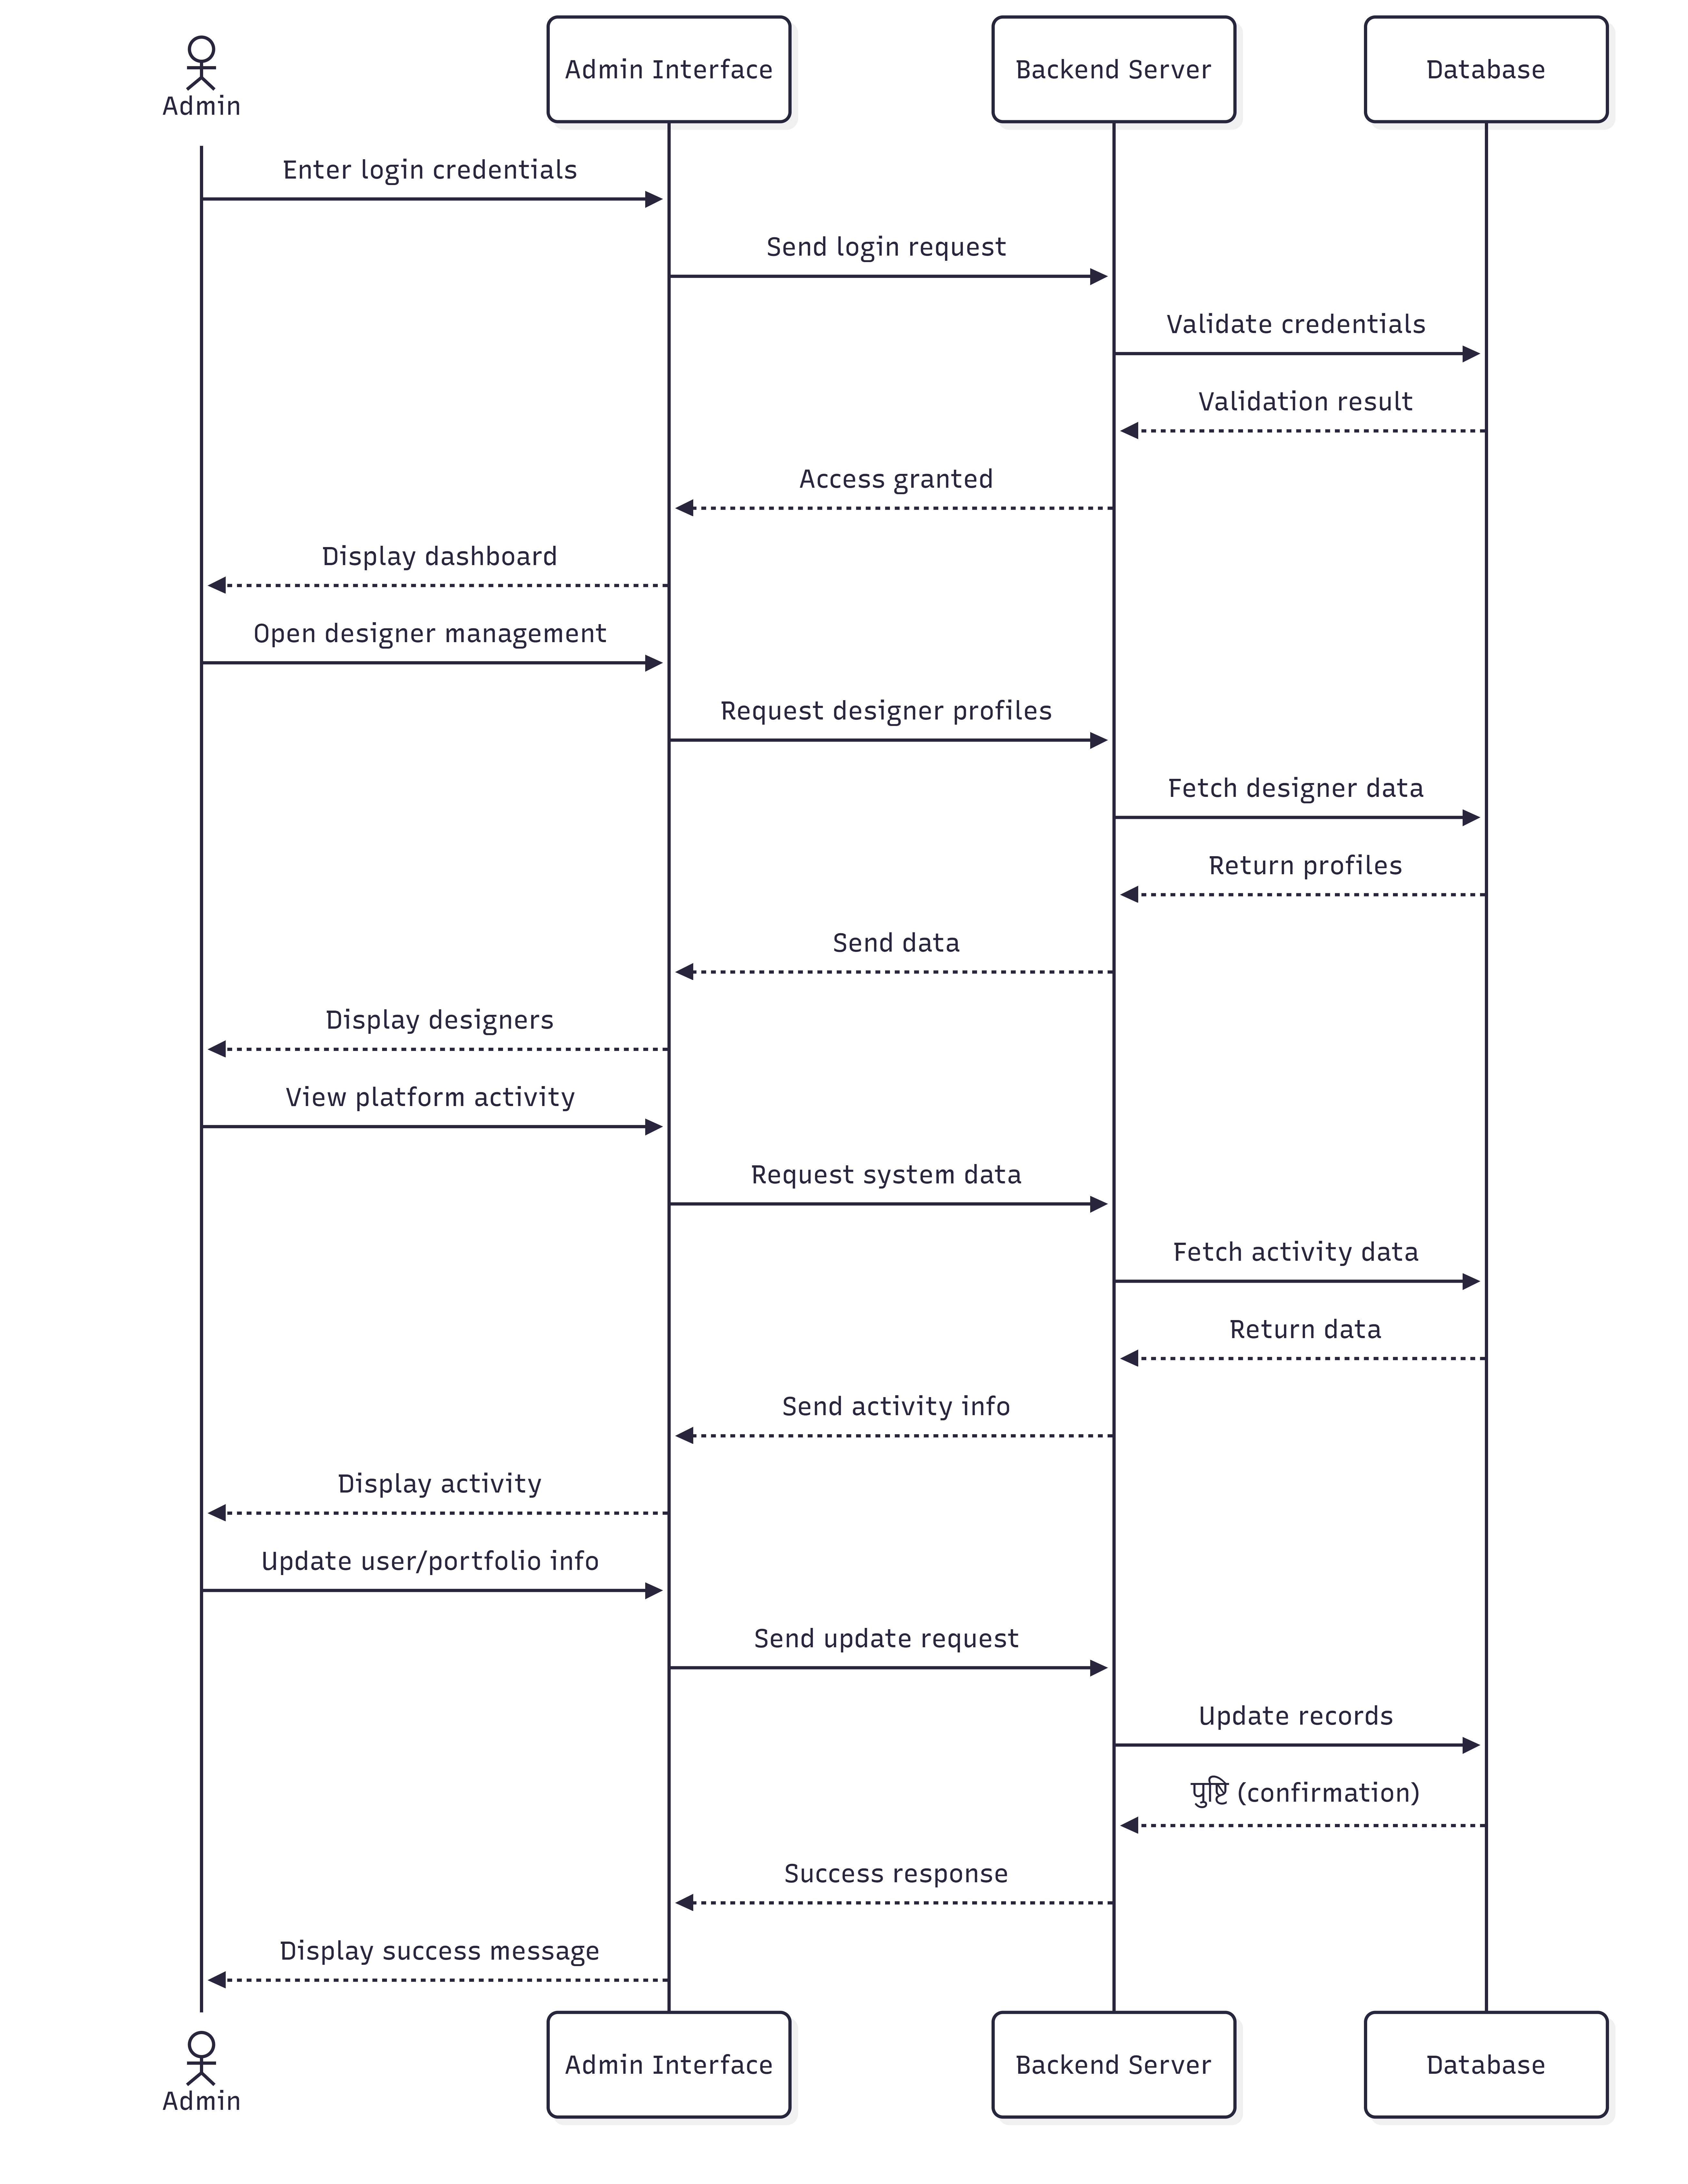 Admin
Admin Interface
Backend Server
Database
Enter login credentials
Send login request
Validate credentials
Validation result
Access granted
Display dashboard
Open designer management
Request designer profiles
Fetch designer data
Return profiles
Send data
Display designers
View platform activity
Request system data
Fetch activity data
Return data
Send activity info
Display activity
Update user/portfolio info
Send update request
Update records
पुष्टि (confirmation)
Success response
Display success message
Admin
Admin Interface
Backend Server
Database